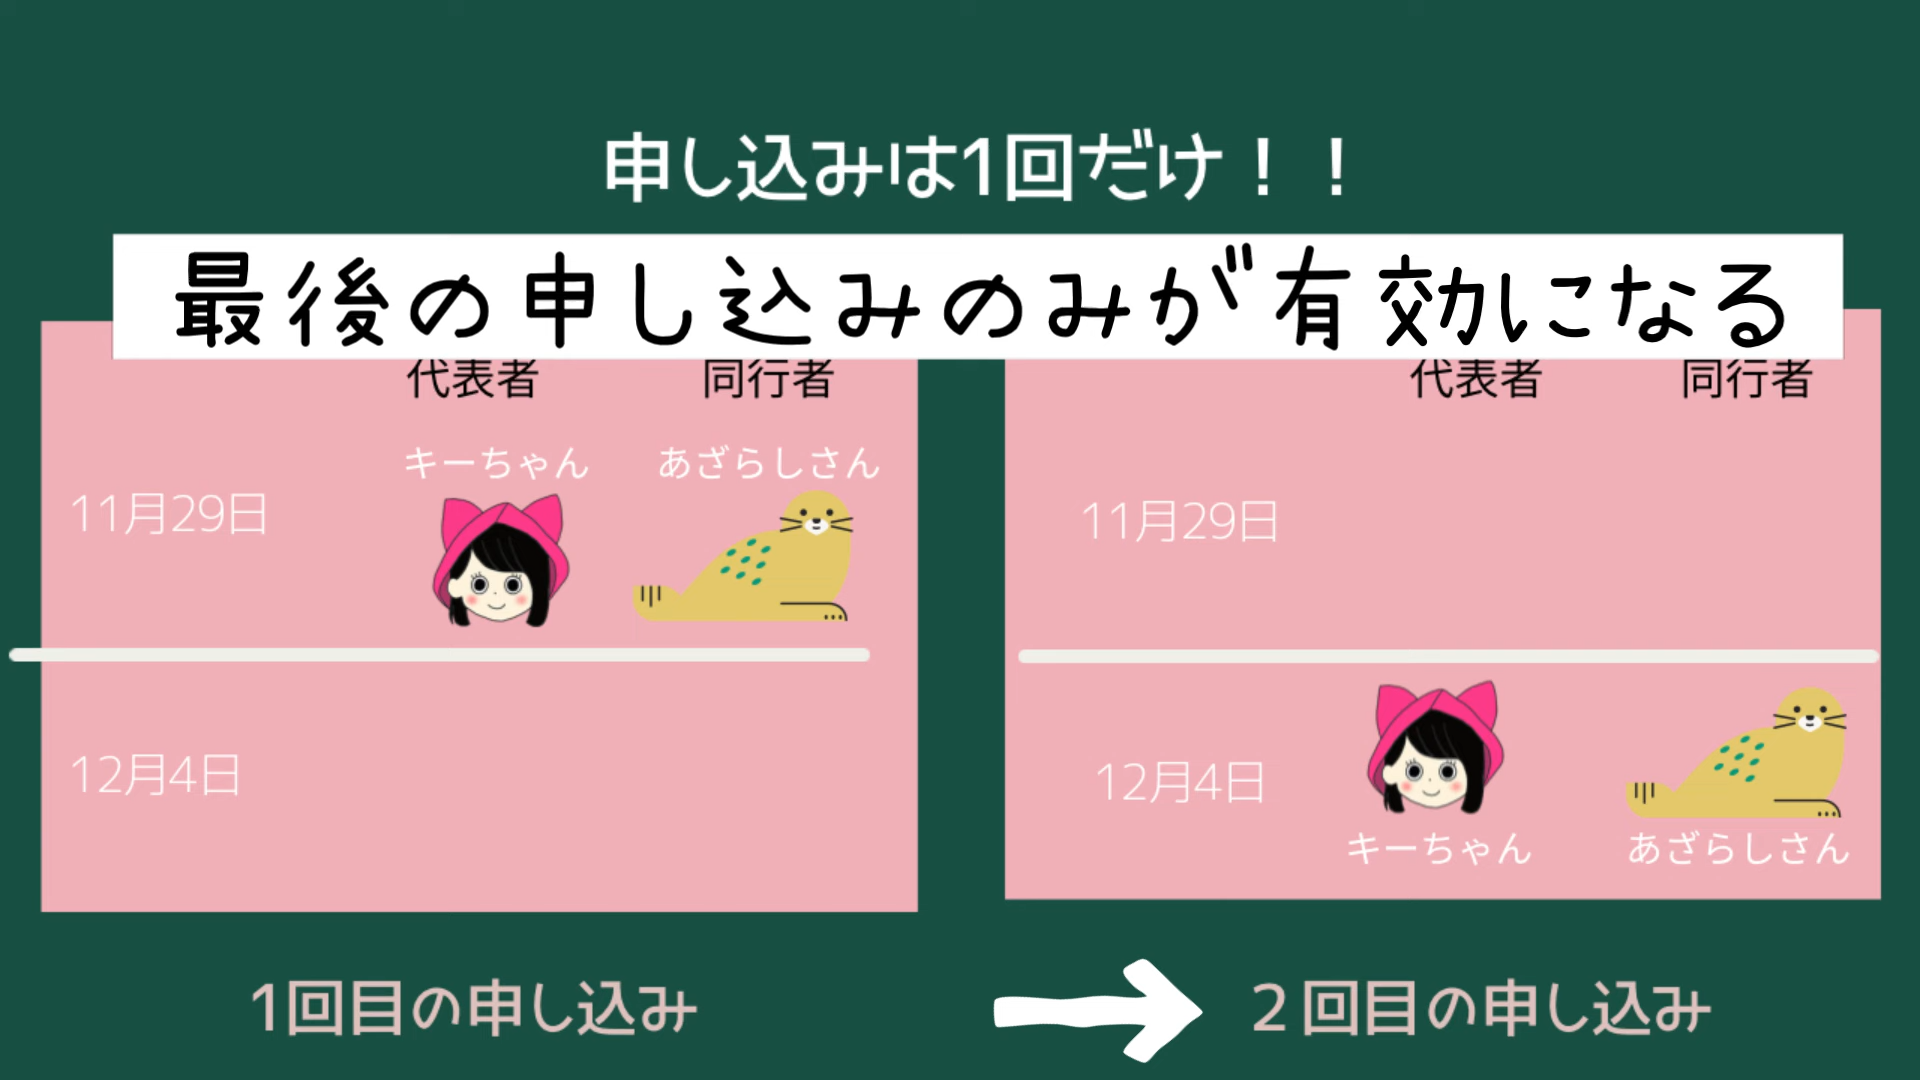 申し込みは1回だけ！！
最後の申し込みのみが有効になる
代表者 同行者
キーちゃん あざらしさん
11月29日
12月4日
1回目の申し込み
代表者 同行者
11月29日
12月4日
キーちゃん あざらしさん
２回目の申し込み